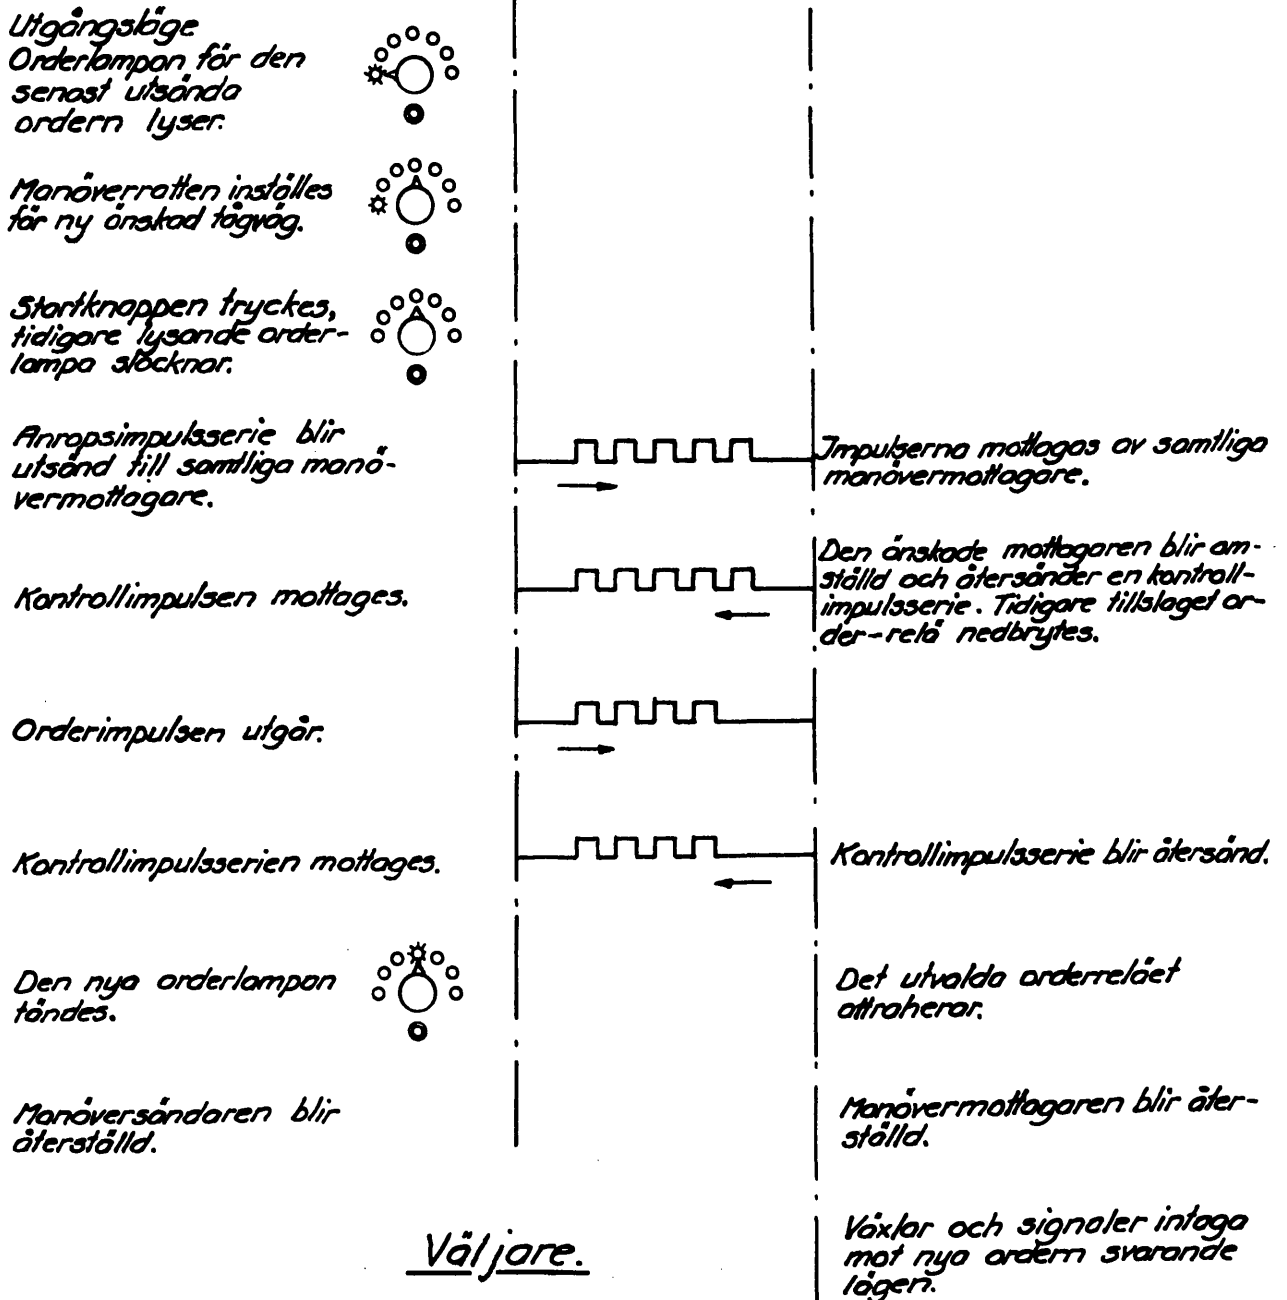 Utgångsläge
Orderlampan för den
senast utsända
ordern lyser.
Manöverratten inställes
för ny önskad tågväg.
Startknappen tryckes,
tidigare lysande order-
lampa släcknar.
Anropsimpulsserie blir
utsänd till samtliga manö-
vermottagare.
Impulserna mottagas av samtliga
manövermottagare.
Kontrollimpulsen mottages.
Den önskade mottagaren blir om-
ställd och återsänder en kontroll-
impulsserie. Tidigare tillslaget or-
der-relä nedbrytes.
Orderimpulsen utgår.
Kontrollimpulsserien mottages.
Kontrollimpulsserie blir återsänd.
Den nya orderlampan
tändes.
Det utvalda orderreläet
attraherar.
Manöversändaren blir
återställd.
Manövermottagaren blir åter-
ställd.
Växlar och signaler intaga
mot nya ordern svarande
lägen.
Väljare.